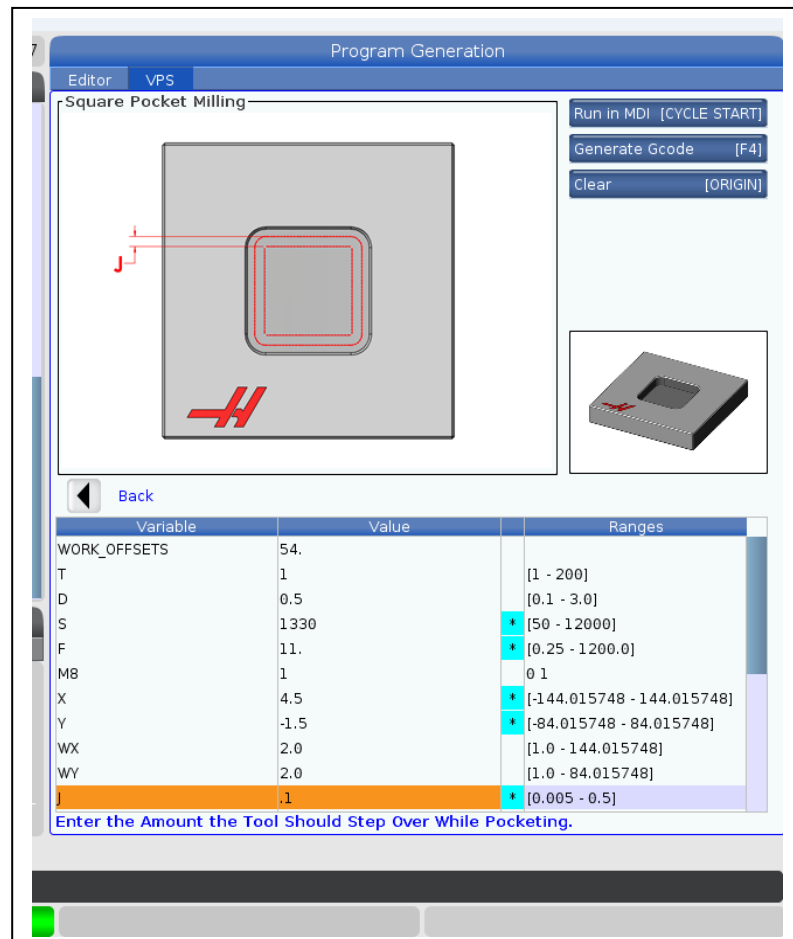 7
Program Generation
Editor VPS
Square Pocket Milling
Run in MDI [CYCLE START]
Generate Gcode [F4]
Clear [ORIGIN]
J
Back
Variable Value Ranges
WORK_OFFSETS 54.
T 1 [1 - 200]
D 0.5 [0.1 - 3.0]
S 1330 * [50 - 12000]
F 11. * [0.25 - 1200.0]
M8 1 0 1
X 4.5 * [-144.015748 - 144.015748]
Y -1.5 * [-84.015748 - 84.015748]
WX 2.0 [1.0 - 144.015748]
WY 2.0 [1.0 - 84.015748]
J .1 * [0.005 - 0.5]
Enter the Amount the Tool Should Step Over While Pocketing.